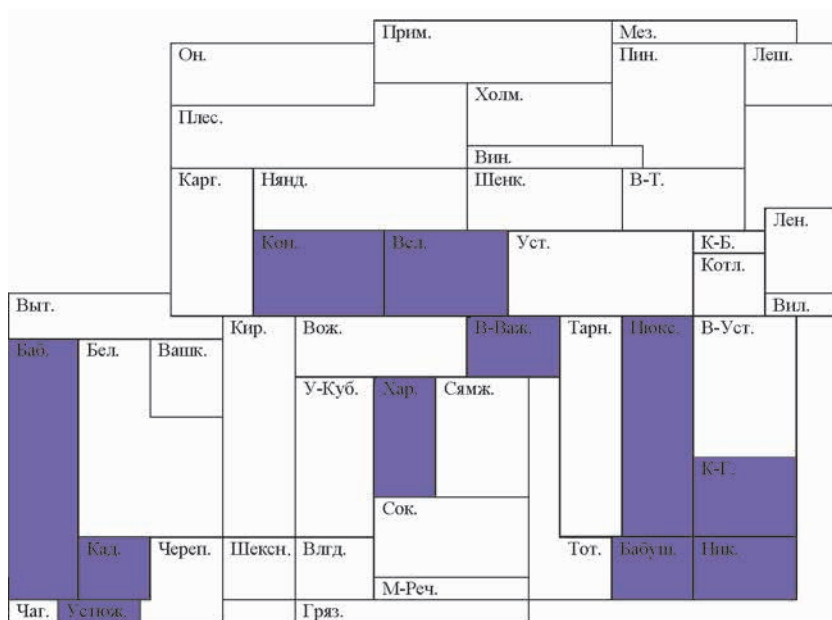 Прим.
Мез.
Он.
Пин.
Леш.
Холм.
Плес.
Вин.
Карг.
Нянд.
Шенк.
В-Т.
Лен.
Кон.
Вел.
Уст.
К-Б.
Котл.
Выт.
Вил.
Кир.
Вож.
В-Важ.
Тарн.
Нюкс.
В-Уст.
Баб.
Бел.
Вашк.
У-Куб.
Хар.
Сямж.
К-Г.
Сок.
Кад.
Череп.
Шексн.
Влгд.
Тот.
Бабуш.
Ник.
М-Реч.
Чаг.
Устюж.
Гряз.